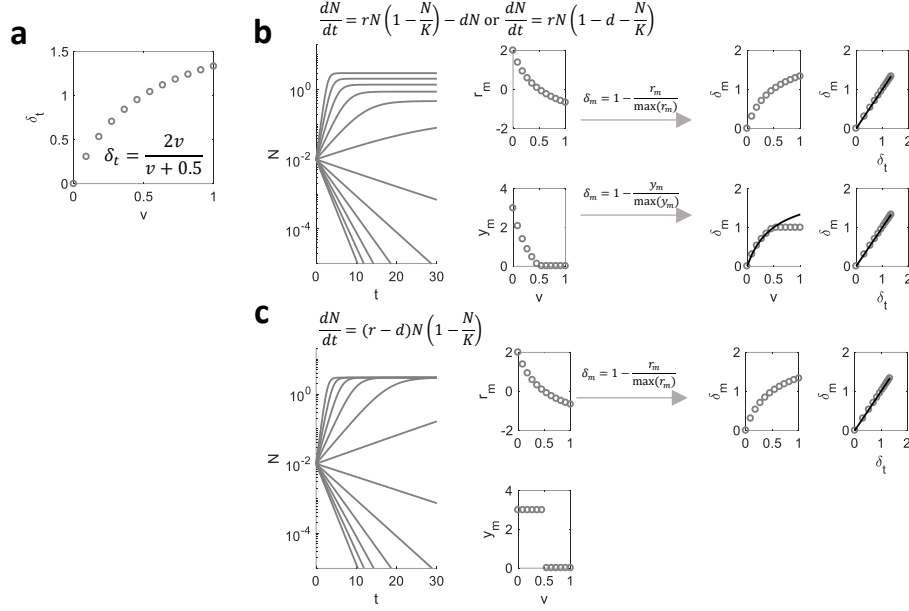 a
1.5
1
0.5
0
δt
0 0.5 1
v
δt = 2v / (v + 0.5)
b
dN/dt = rN (1 − N/K) − dN or dN/dt = rN (1 − d − N/K)
10^0
10^-2
10^-4
N
0 10 20 30
t
2
0
-2
rm
0 0.5 1
δm = 1 − rm / max(rm)
2
1
0
δm
0 0.5 1
2
1
0
δm
0 1 2
δt
4
2
0
ym
0 0.5 1
v
δm = 1 − ym / max(ym)
2
1
0
δm
0 0.5 1
v
2
1
0
δm
0 1 2
δt
c
dN/dt = (r − d)N (1 − N/K)
10^0
10^-2
10^-4
N
0 10 20 30
t
2
0
-2
rm
0 0.5 1
δm = 1 − rm / max(rm)
2
1
0
δm
0 0.5 1
2
1
0
δm
0 1 2
δt
4
2
0
ym
0 0.5 1
v